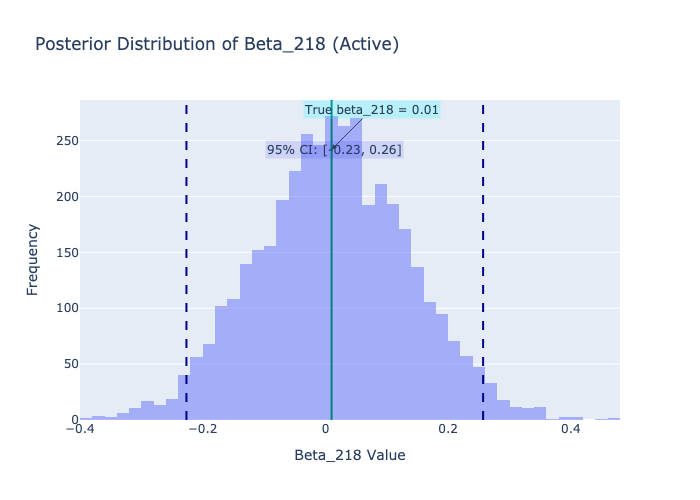 Posterior Distribution of Beta_218 (Active)
True beta_218 = 0.01
95% CI: [-0.23, 0.26]
Frequency
250
200
150
100
50
0
−0.4
−0.2
0
0.2
0.4
Beta_218 Value